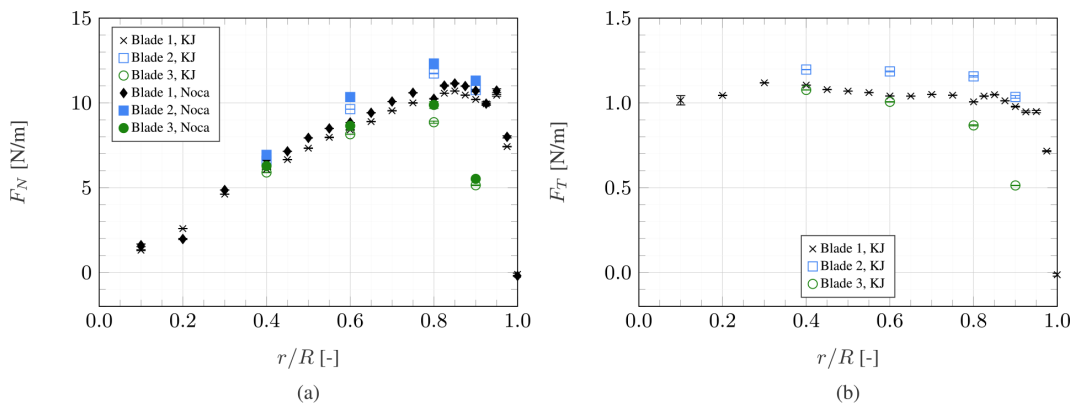 15
10
5
0
F_N [N/m]
Blade 1, KJ
Blade 2, KJ
Blade 3, KJ
Blade 1, Noca
Blade 2, Noca
Blade 3, Noca
0.0 0.2 0.4 0.6 0.8 1.0
r/R [-]
(a)
1.5
1.0
0.5
0.0
F_T [N/m]
Blade 1, KJ
Blade 2, KJ
Blade 3, KJ
0.0 0.2 0.4 0.6 0.8 1.0
r/R [-]
(b)